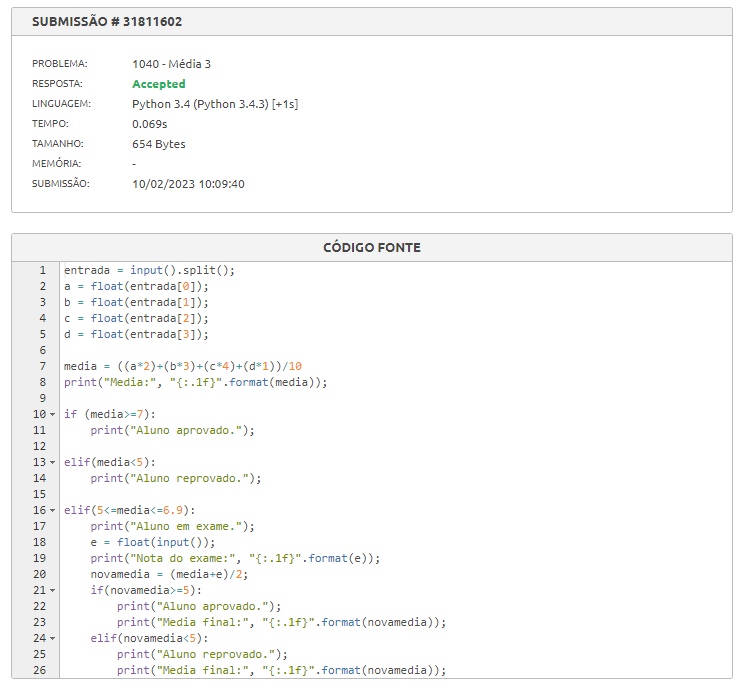 SUBMISSÃO # 31811602
PROBLEMA: 1040 - Média 3
RESPOSTA: Accepted
LINGUAGEM: Python 3.4 (Python 3.4.3) [+1s]
TEMPO: 0.069s
TAMANHO: 654 Bytes
MEMÓRIA: -
SUBMISSÃO: 10/02/2023 10:09:40
CÓDIGO FONTE
1 entrada = input().split();
2 a = float(entrada[0]);
3 b = float(entrada[1]);
4 c = float(entrada[2]);
5 d = float(entrada[3]);
6
7 media = ((a*2)+(b*3)+(c*4)+(d*1))/10
8 print("Media:", "{:.1f}".format(media));
9
10 if (media>=7):
11     print("Aluno aprovado.");
12
13 elif(media<5):
14     print("Aluno reprovado.");
15
16 elif(5<=media<=6.9):
17     print("Aluno em exame.");
18     e = float(input());
19     print("Nota do exame:", "{:.1f}".format(e));
20     novamedia = (media+e)/2;
21     if(novamedia>=5):
22         print("Aluno aprovado.");
23         print("Media final:", "{:.1f}".format(novamedia));
24     elif(novamedia<5):
25         print("Aluno reprovado.");
26         print("Media final:", "{:.1f}".format(novamedia));